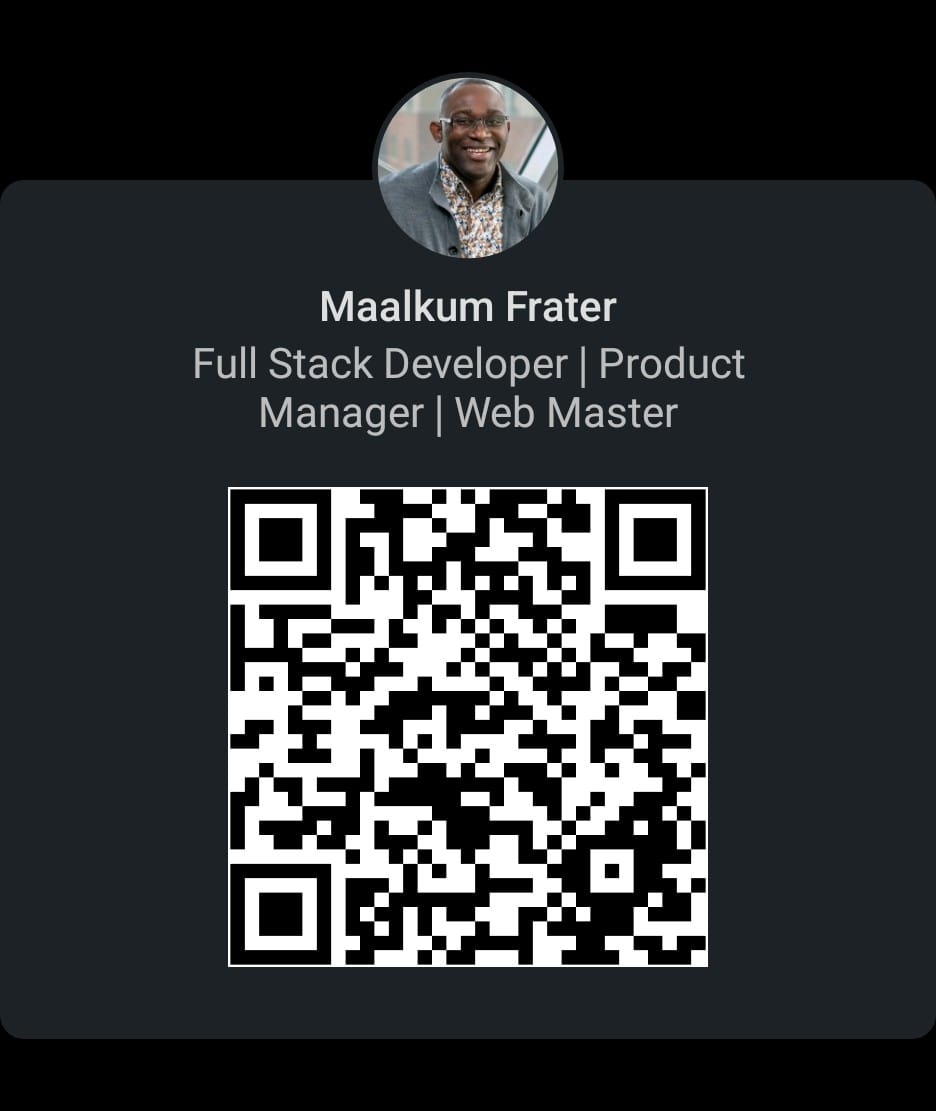 Maalkum Frater
Full Stack Developer | Product
Manager | Web Master